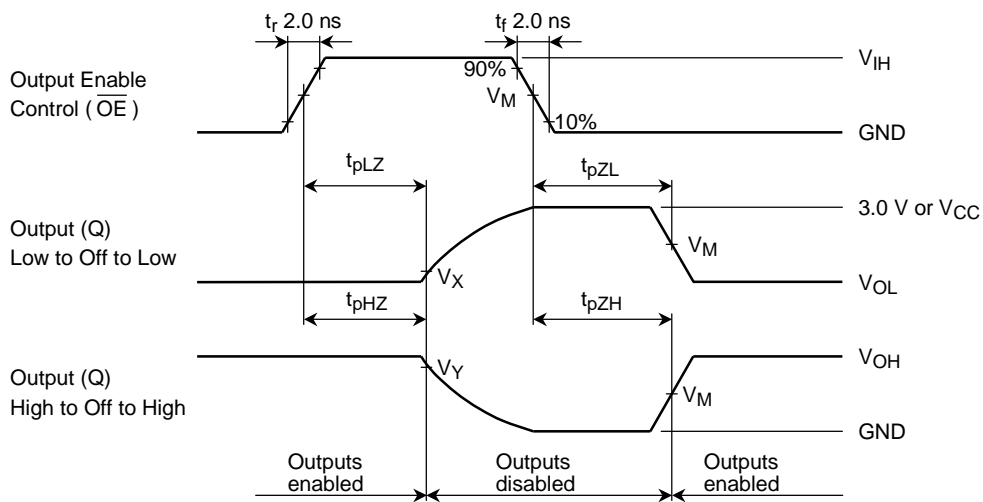 tr 2.0 ns
tf 2.0 ns
Output Enable
Control ( OE )
90%
VM
10%
VIH
GND
tpLZ
tpZL
Output (Q)
Low to Off to Low
VX
VM
3.0 V or VCC
VOL
tpHZ
tpZH
Output (Q)
High to Off to High
VY
VM
VOH
GND
Outputs
enabled
Outputs
disabled
Outputs
enabled